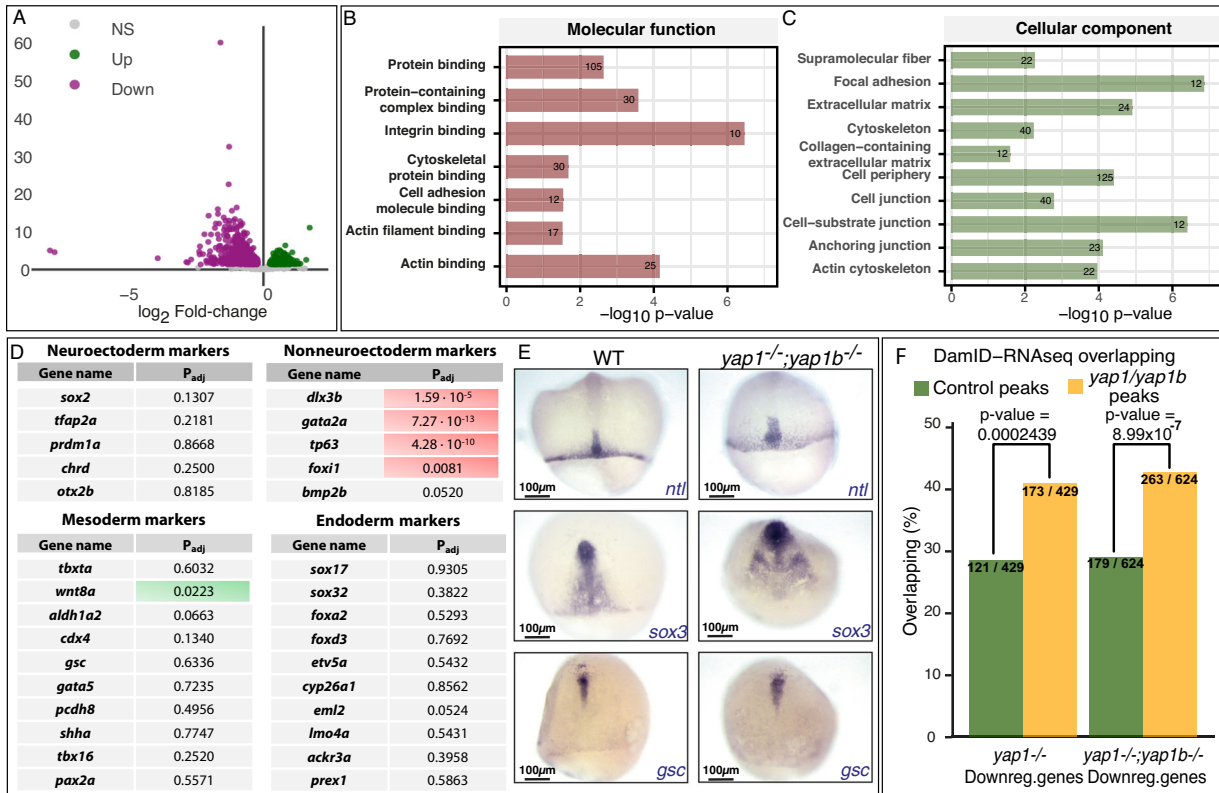 A
NS
Up
Down
60
50
40
30
20
10
0
−5
0
log2 Fold-change
B
Molecular function
Protein binding
105
Protein−containing
complex binding
30
Integrin binding
10
Cytoskeletal
protein binding
30
Cell adhesion
molecule binding
12
Actin filament binding
17
Actin binding
25
0 2 4 6
−log10 p−value
C
Cellular component
Supramolecular fiber
22
Focal adhesion
12
Extracellular matrix
24
Cytoskeleton
40
Collagen−containing
extracellular matrix
12
Cell periphery
125
Cell junction
40
Cell−substrate junction
12
Anchoring junction
23
Actin cytoskeleton
22
0 2 4 6
−log10 p−value
D
Neuroectoderm markers
Gene name Padj
sox2 0.1307
tfap2a 0.2181
prdm1a 0.8668
chrd 0.2500
otx2b 0.8185
Nonneuroectoderm markers
Gene name Padj
dlx3b 1.59 · 10-5
gata2a 7.27 · 10-13
tp63 4.28 · 10-10
foxi1 0.0081
bmp2b 0.0520
Mesoderm markers
Gene name Padj
tbxta 0.6032
wnt8a 0.0223
aldh1a2 0.0663
cdx4 0.1340
gsc 0.6336
gata5 0.7235
pcdh8 0.4956
shha 0.7747
tbx16 0.2520
pax2a 0.5571
Endoderm markers
Gene name Padj
sox17 0.9305
sox32 0.3822
foxa2 0.5293
foxd3 0.7692
etv5a 0.5432
cyp26a1 0.8562
eml2 0.0524
lmo4a 0.5431
ackr3a 0.3958
prex1 0.5863
E
WT
yap1-/-;yap1b-/-
100µm
ntl
100µm
ntl
100µm
sox3
100µm
sox3
100µm
gsc
100µm
gsc
F
DamID−RNAseq overlapping
Control peaks
yap1/yap1b
peaks
p-value =
0.0002439
p-value =
8.99x10-7
50
40
30
20
10
0
Overlapping (%)
121 / 429
173 / 429
179 / 624
263 / 624
yap1-/-
Downreg.genes
yap1-/-;yap1b-/-
Downreg.genes